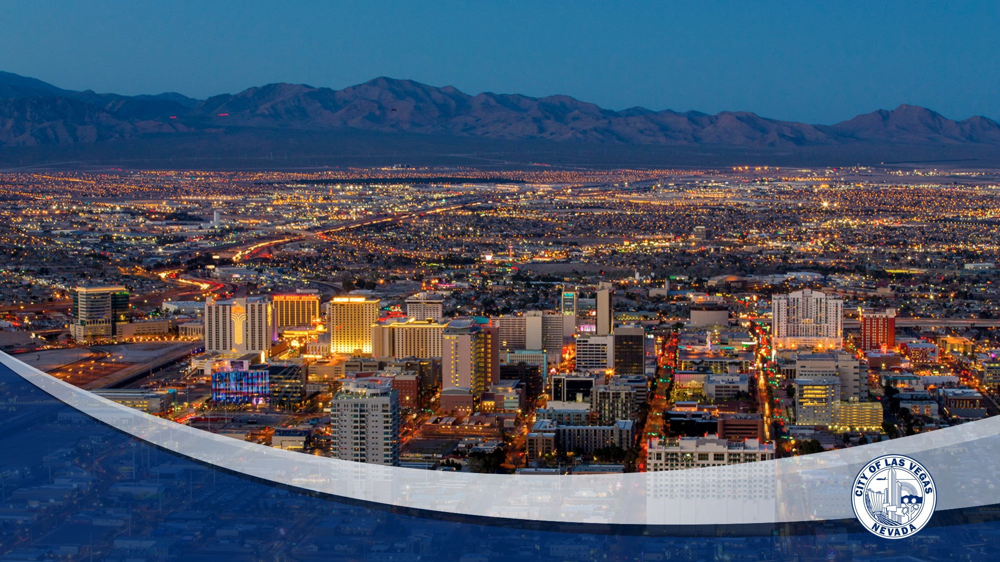 MAIN STREET STATION
GOLDEN NUGGET
CITY OF LAS VEGAS
NEVADA